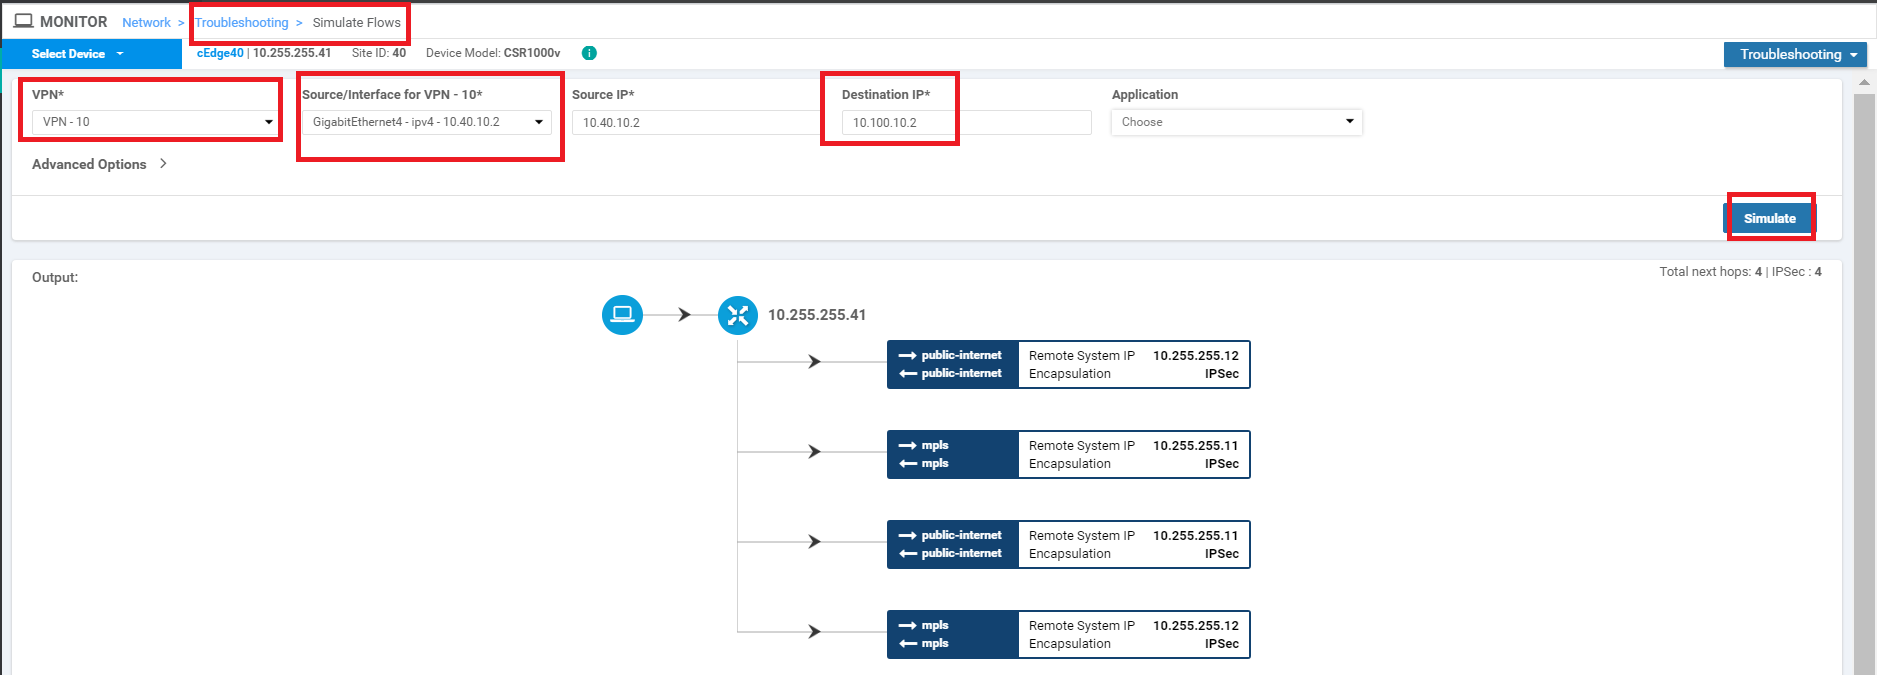 MONITOR Network > Troubleshooting > Simulate Flows
Select Device cEdge40 | 10.255.255.41 Site ID: 40 Device Model: CSR1000v i Troubleshooting
VPN* Source/Interface for VPN - 10* Source IP* Destination IP* Application
VPN - 10 GigabitEthernet4 - ipv4 - 10.40.10.2 10.40.10.2 10.100.10.2 Choose
Advanced Options >
Simulate
Output: Total next hops: 4 | IPSec : 4
10.255.255.41
public-internet Remote System IP 10.255.255.12
public-internet Encapsulation IPSec
mpls Remote System IP 10.255.255.11
mpls Encapsulation IPSec
public-internet Remote System IP 10.255.255.11
public-internet Encapsulation IPSec
mpls Remote System IP 10.255.255.12
mpls Encapsulation IPSec